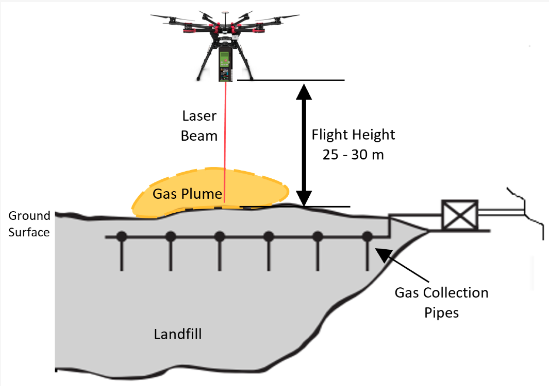 Laser
Beam
Flight Height
25 - 30 m
Gas Plume
Ground
Surface
Gas Collection
Pipes
Landfill